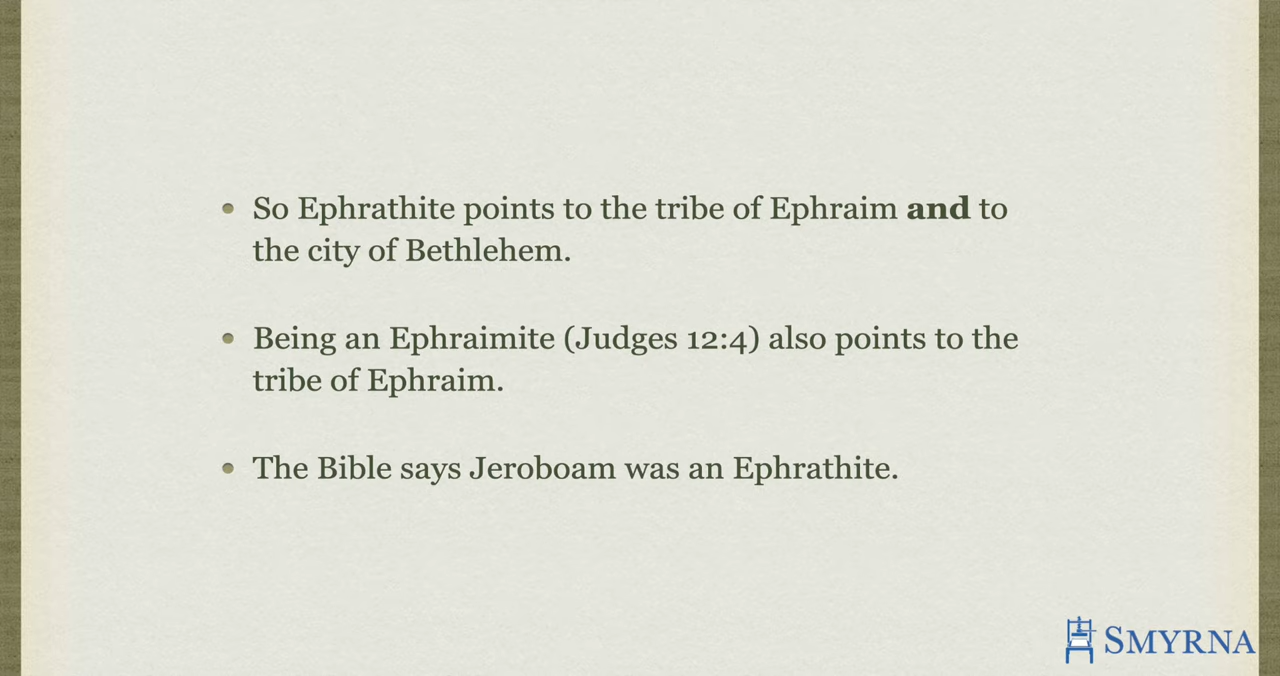 • So Ephrathite points to the tribe of Ephraim and to
the city of Bethlehem.
• Being an Ephraimite (Judges 12:4) also points to the
tribe of Ephraim.
• The Bible says Jeroboam was an Ephrathite.
SMYRNA